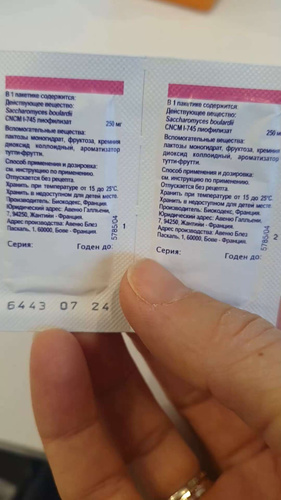 В 1 пакетике содержится:
Действующее вещество:
Saccharomyces boulardii
CNCM I-745 лиофилизат 250 мг
Вспомогательные вещества:
лактозы моногидрат, фруктоза, кремния
диоксид коллоидный, ароматизатор
тутти-фрутти.
Способ применения и дозировка:
см. инструкцию по применению.
Отпускается без рецепта.
Хранить при температуре от 15 до 25°С.
Хранить в недоступном для детей месте.
Производитель: Биокодекс, Франция.
Юридический адрес: Авеню Галльени,
7, 94250, Жантийи - Франция.
Адрес производства: Авеню Блез
Паскаль, 1, 60000, Бове - Франция.
Серия: Годен до:
5785/04 1
6443 07 24
В 1 пакетике содержится:
Действующее вещество:
Saccharomyces boulardii
CNCM I-745 лиофилизат 250 мг
Вспомогательные вещества:
лактозы моногидрат, фруктоза, кремния
диоксид коллоидный, ароматизатор
тутти-фрутти.
Способ применения и дозировка:
см. инструкцию по применению.
Отпускается без рецепта.
Хранить при температуре от 15 до 25°С.
Хранить в недоступном для детей месте.
Производитель: Биокодекс, Франция.
Юридический адрес: Авеню Галльени,
7, 94250, Жантийи - Франция.
Адрес производства: Авеню Блез
Паскаль, 1, 60000, Бове - Франция.
Серия: Годен до:
5785/04 2